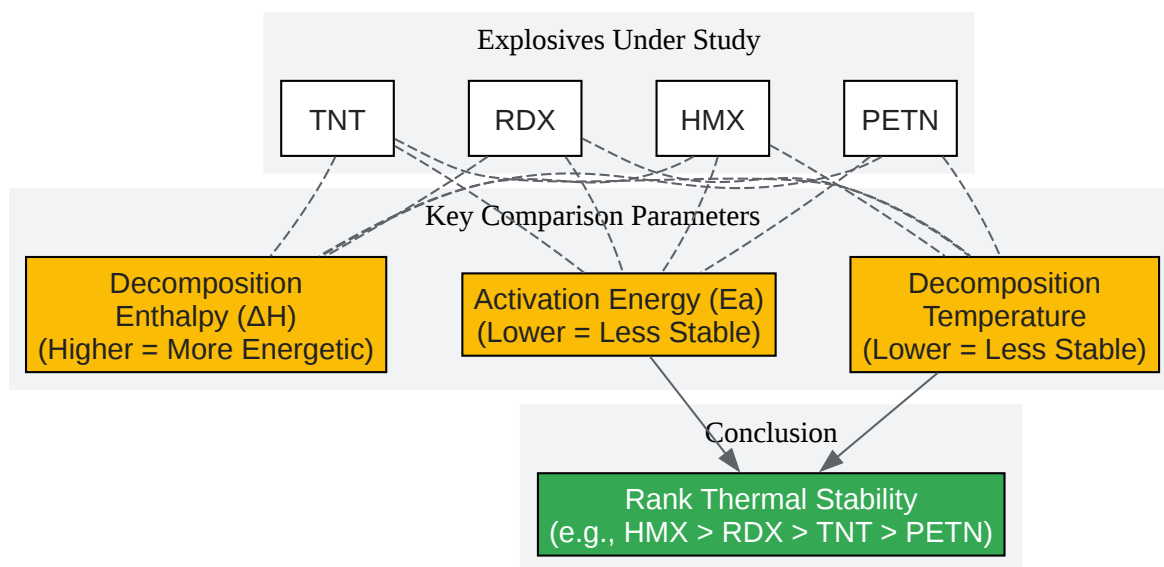 Explosives Under Study
TNT
RDX
HMX
PETN
Key Comparison Parameters
Decomposition
Enthalpy (ΔH)
(Higher = More Energetic)
Activation Energy (Ea)
(Lower = Less Stable)
Decomposition
Temperature
(Lower = Less Stable)
Conclusion
Rank Thermal Stability
(e.g., HMX > RDX > TNT > PETN)